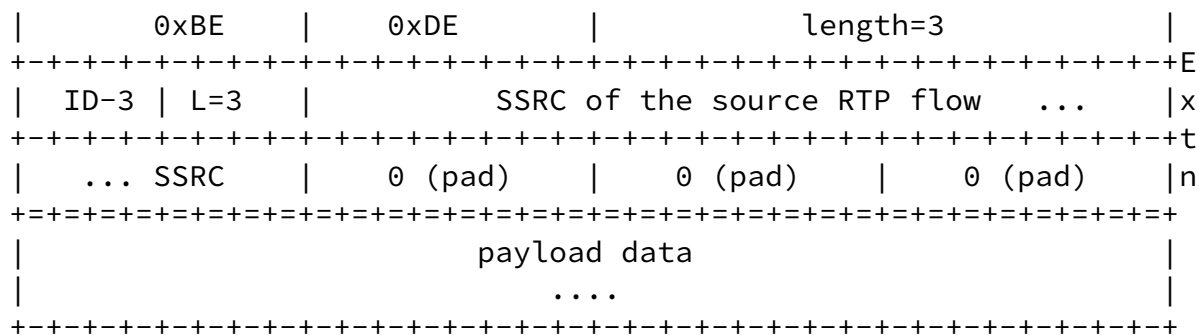 |       0xBE    |    0xDE       |           length=3            |
+-+-+-+-+-+-+-+-+-+-+-+-+-+-+-+-+-+-+-+-+-+-+-+-+-+-+-+-+-+-+-+-+E
|  ID-3 | L=3   |          SSRC of the source RTP flow   ...    |x
+-+-+-+-+-+-+-+-+-+-+-+-+-+-+-+-+-+-+-+-+-+-+-+-+-+-+-+-+-+-+-+-+t
|   ... SSRC    |    0 (pad)    |    0 (pad)    |    0 (pad)    |n
+=+=+=+=+=+=+=+=+=+=+=+=+=+=+=+=+=+=+=+=+=+=+=+=+=+=+=+=+=+=+=+=+
|                         payload data                          |
|                             ....                              |
+-+-+-+-+-+-+-+-+-+-+-+-+-+-+-+-+-+-+-+-+-+-+-+-+-+-+-+-+-+-+-+-+